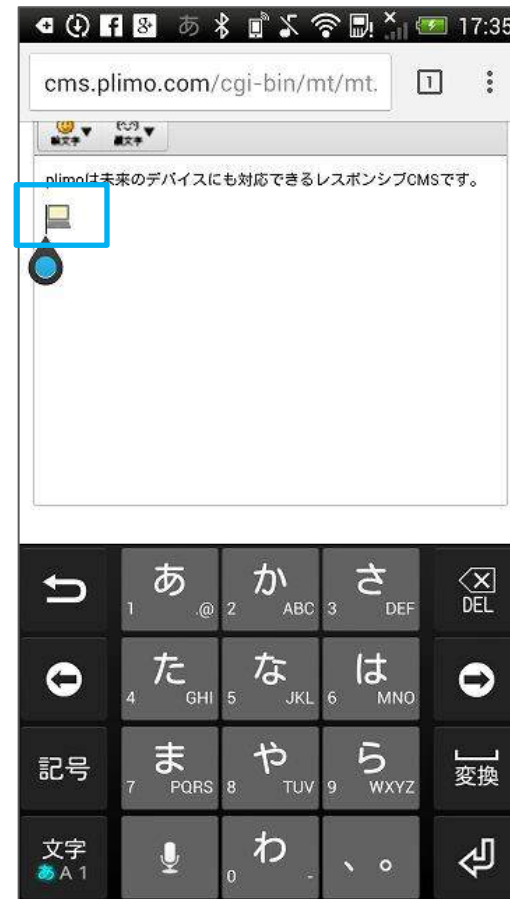 あ 17:35
cms.plimo.com/cgi-bin/mt/mt. 1
絵文字▼ 顔文字▼
plimoは未来のデバイスにも対応できるレスポンシブCMSです。
あ か さ DEL
1 .@ 2 ABC 3 DEF
た な は
4 GHI 5 JKL 6 MNO
記号 ま や ら 変換
7 PQRS 8 TUV 9 WXYZ
文字 わ 、。
あA1 0 -